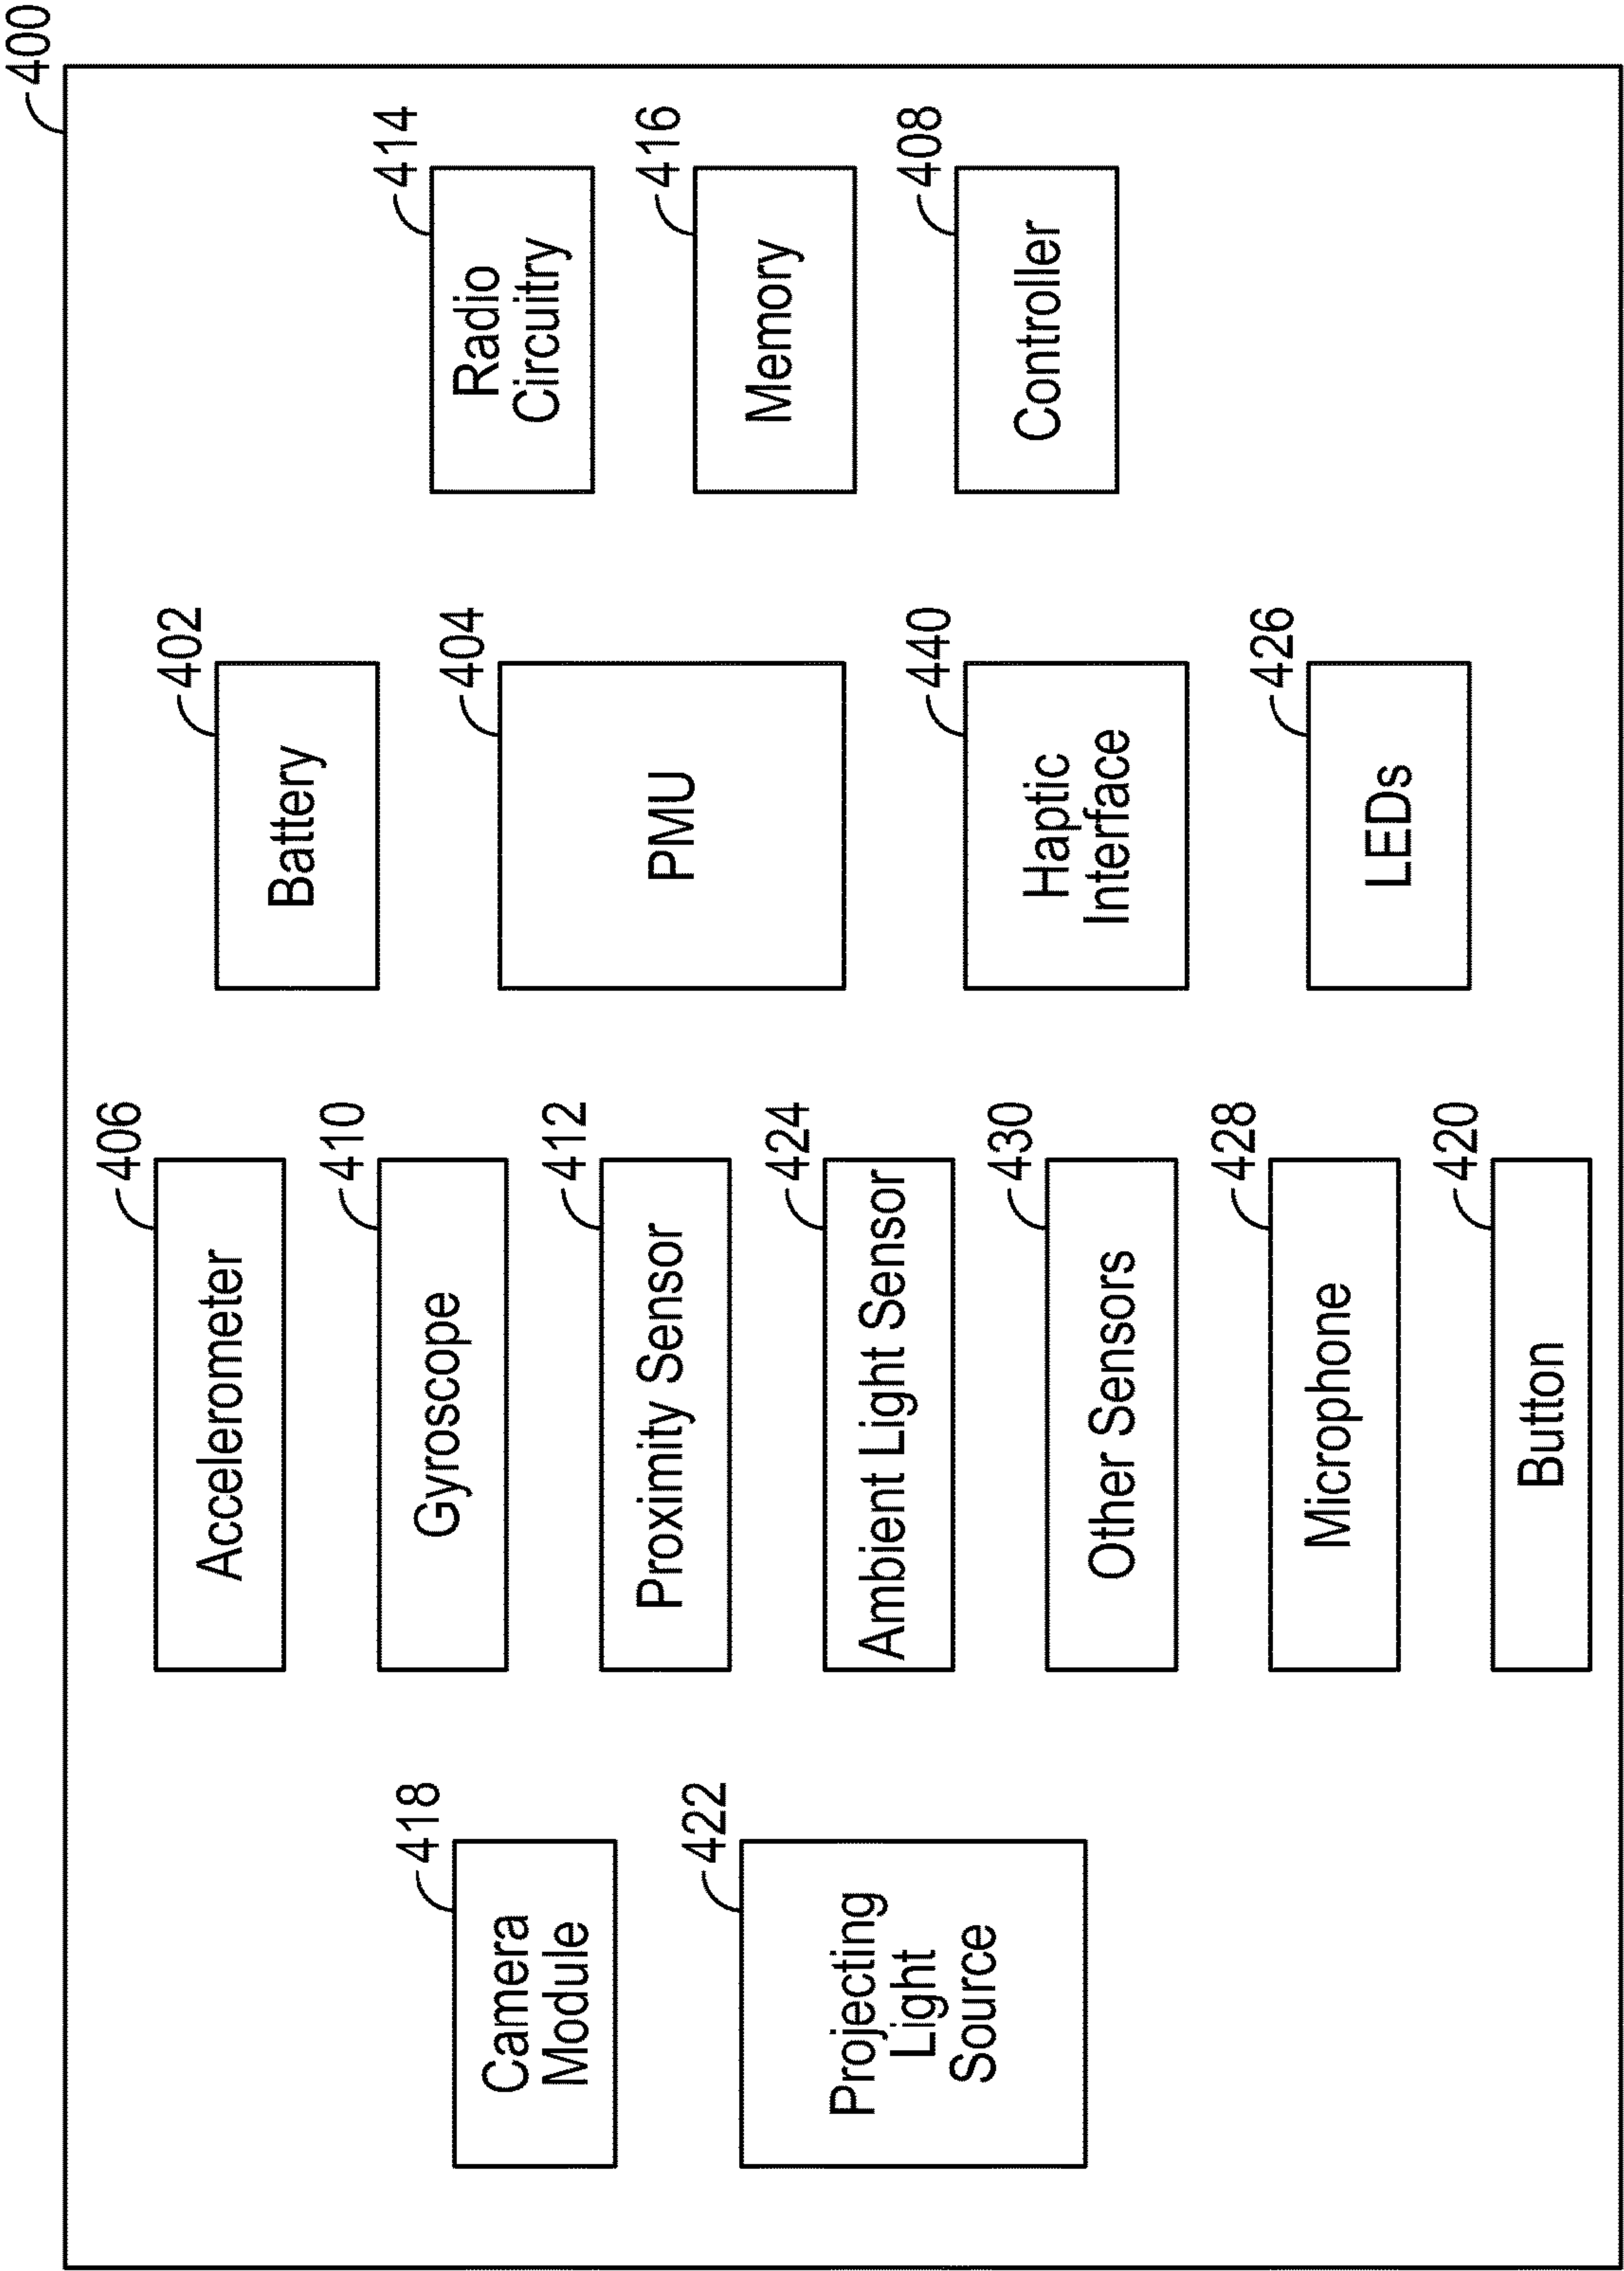 400
418
Camera
Module
422
Projecting
Light
Source
406
Accelerometer
410
Gyroscope
412
Proximity Sensor
424
Ambient Light Sensor
430
Other Sensors
428
Microphone
420
Button
402
Battery
404
PMU
440
Haptic
Interface
426
LEDs
414
Radio
Circuitry
416
Memory
408
Controller